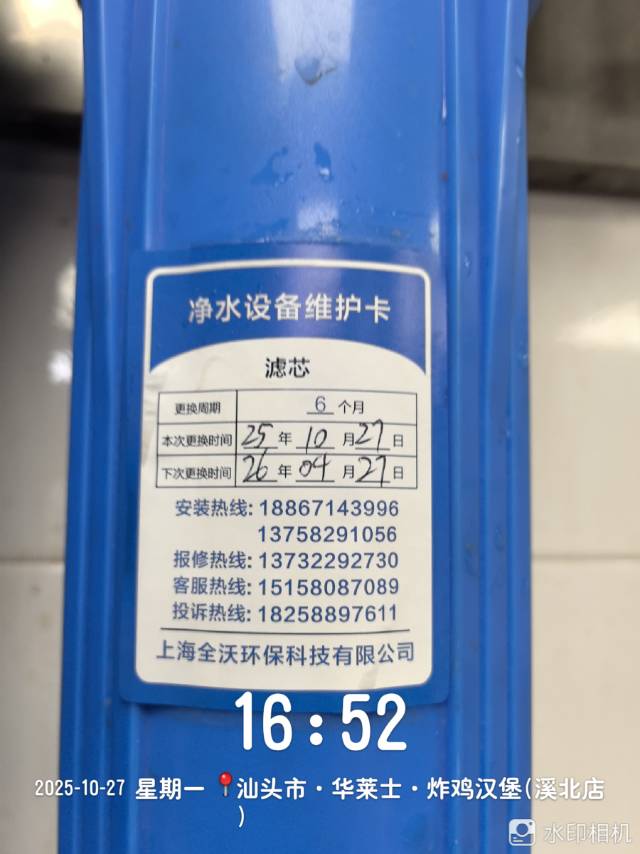 净水设备维护卡
滤芯
更换周期 6 个月
本次更换时间 25 年 10 月 27 日
下次更换时间 26 年 04 月 27 日
安装热线: 18867143996
13758291056
报修热线: 13732292730
客服热线: 15158087089
投诉热线: 18258897611
上海全沃环保科技有限公司
16:52
2025-10-27 星期一 📍汕头市·华莱士·炸鸡汉堡(溪北店
)
水印相机